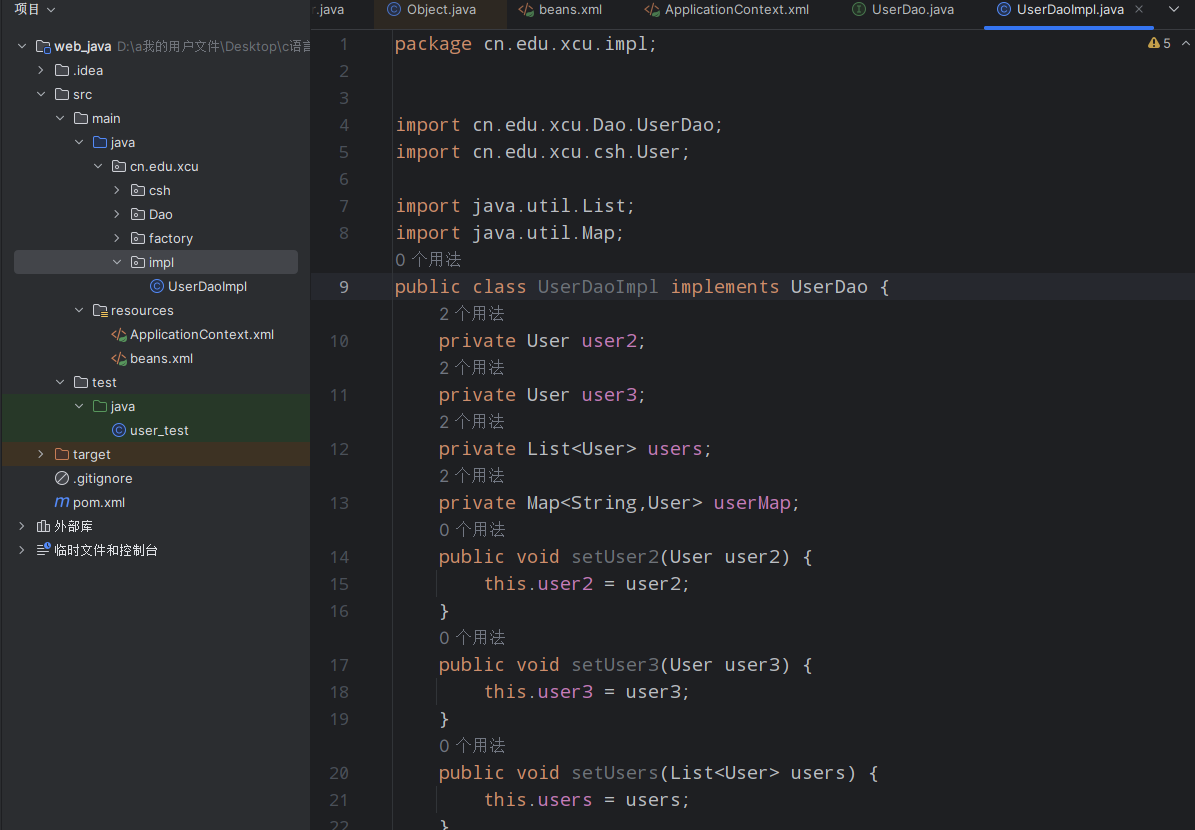 项目
r.java
Object.java
beans.xml
ApplicationContext.xml
UserDao.java
UserDaoImpl.java
web_java D:\a我的用户文件\Desktop\c语言
.idea
src
main
java
cn.edu.xcu
csh
Dao
factory
impl
UserDaoImpl
resources
ApplicationContext.xml
beans.xml
test
java
user_test
target
.gitignore
pom.xml
外部库
临时文件和控制台
5
1 package cn.edu.xcu.impl;
2
3
4 import cn.edu.xcu.Dao.UserDao;
5 import cn.edu.xcu.csh.User;
6
7 import java.util.List;
8 import java.util.Map;
0 个用法
9 public class UserDaoImpl implements UserDao {
2 个用法
10 private User user2;
2 个用法
11 private User user3;
2 个用法
12 private List<User> users;
2 个用法
13 private Map<String,User> userMap;
0 个用法
14 public void setUser2(User user2) {
15 this.user2 = user2;
16 }
0 个用法
17 public void setUser3(User user3) {
18 this.user3 = user3;
19 }
0 个用法
20 public void setUsers(List<User> users) {
21 this.users = users;
22 }